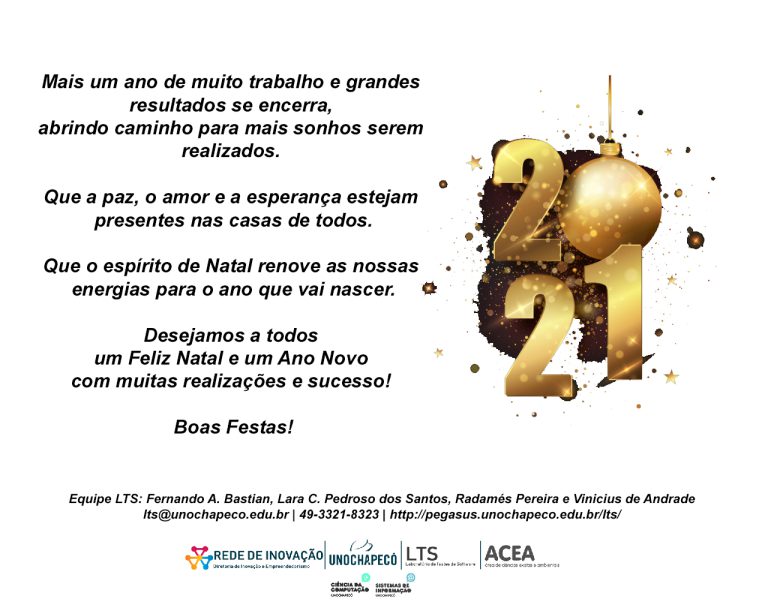 Mais um ano de muito trabalho e grandes
resultados se encerra,
abrindo caminho para mais sonhos serem
realizados.
Que a paz, o amor e a esperança estejam
presentes nas casas de todos.
Que o espírito de Natal renove as nossas
energias para o ano que vai nascer.
Desejamos a todos
um Feliz Natal e um Ano Novo
com muitas realizações e sucesso!
Boas Festas!
20
21
Equipe LTS: Fernando A. Bastian, Lara C. Pedroso dos Santos, Radamés Pereira e Vinicius de Andrade
lts@unochapeco.edu.br | 49-3321-8323 | http://pegasus.unochapeco.edu.br/lts/
REDE DE INOVAÇÃO
Diretoria de Inovação e Empreendedorismo
UNOCHAPECÓ
LTS
Laboratório de Testes de Software
ACEA
área de ciências exatas e ambientais
CIÊNCIA DA
COMPUTAÇÃO
UNOCHAPECÓ
SISTEMAS DE
INFORMAÇÃO
UNOCHAPECÓ